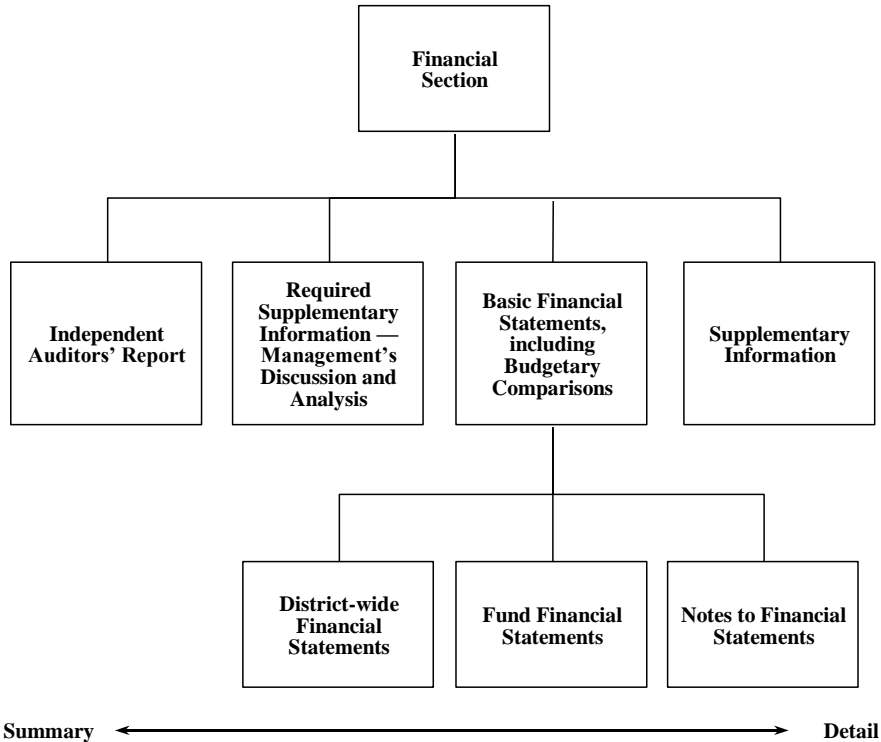 Financial
Section
Independent
Auditors’ Report
Required
Supplementary
Information —
Management’s
Discussion and
Analysis
Basic Financial
Statements,
including
Budgetary
Comparisons
Supplementary
Information
District-wide
Financial
Statements
Fund Financial
Statements
Notes to Financial
Statements
Summary
Detail